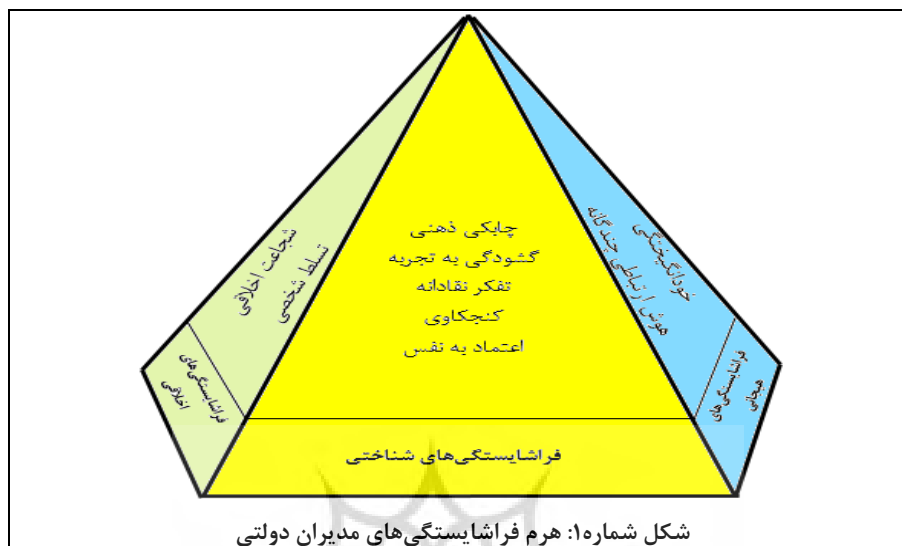 شجاعت اخلاقی
تسلط شخصی
فراشایستگی‌های
اخلاقی
چابکی ذهنی
گشودگی به تجربه
تفکر نقادانه
کنجکاوی
اعتماد به نفس
فراشایستگی‌های شناختی
خودانگیختگی
هوش ارتباطی چندگانه
فراشایستگی‌های
هیجانی
شکل شماره۱: هرم فراشایستگی‌های مدیران دولتی